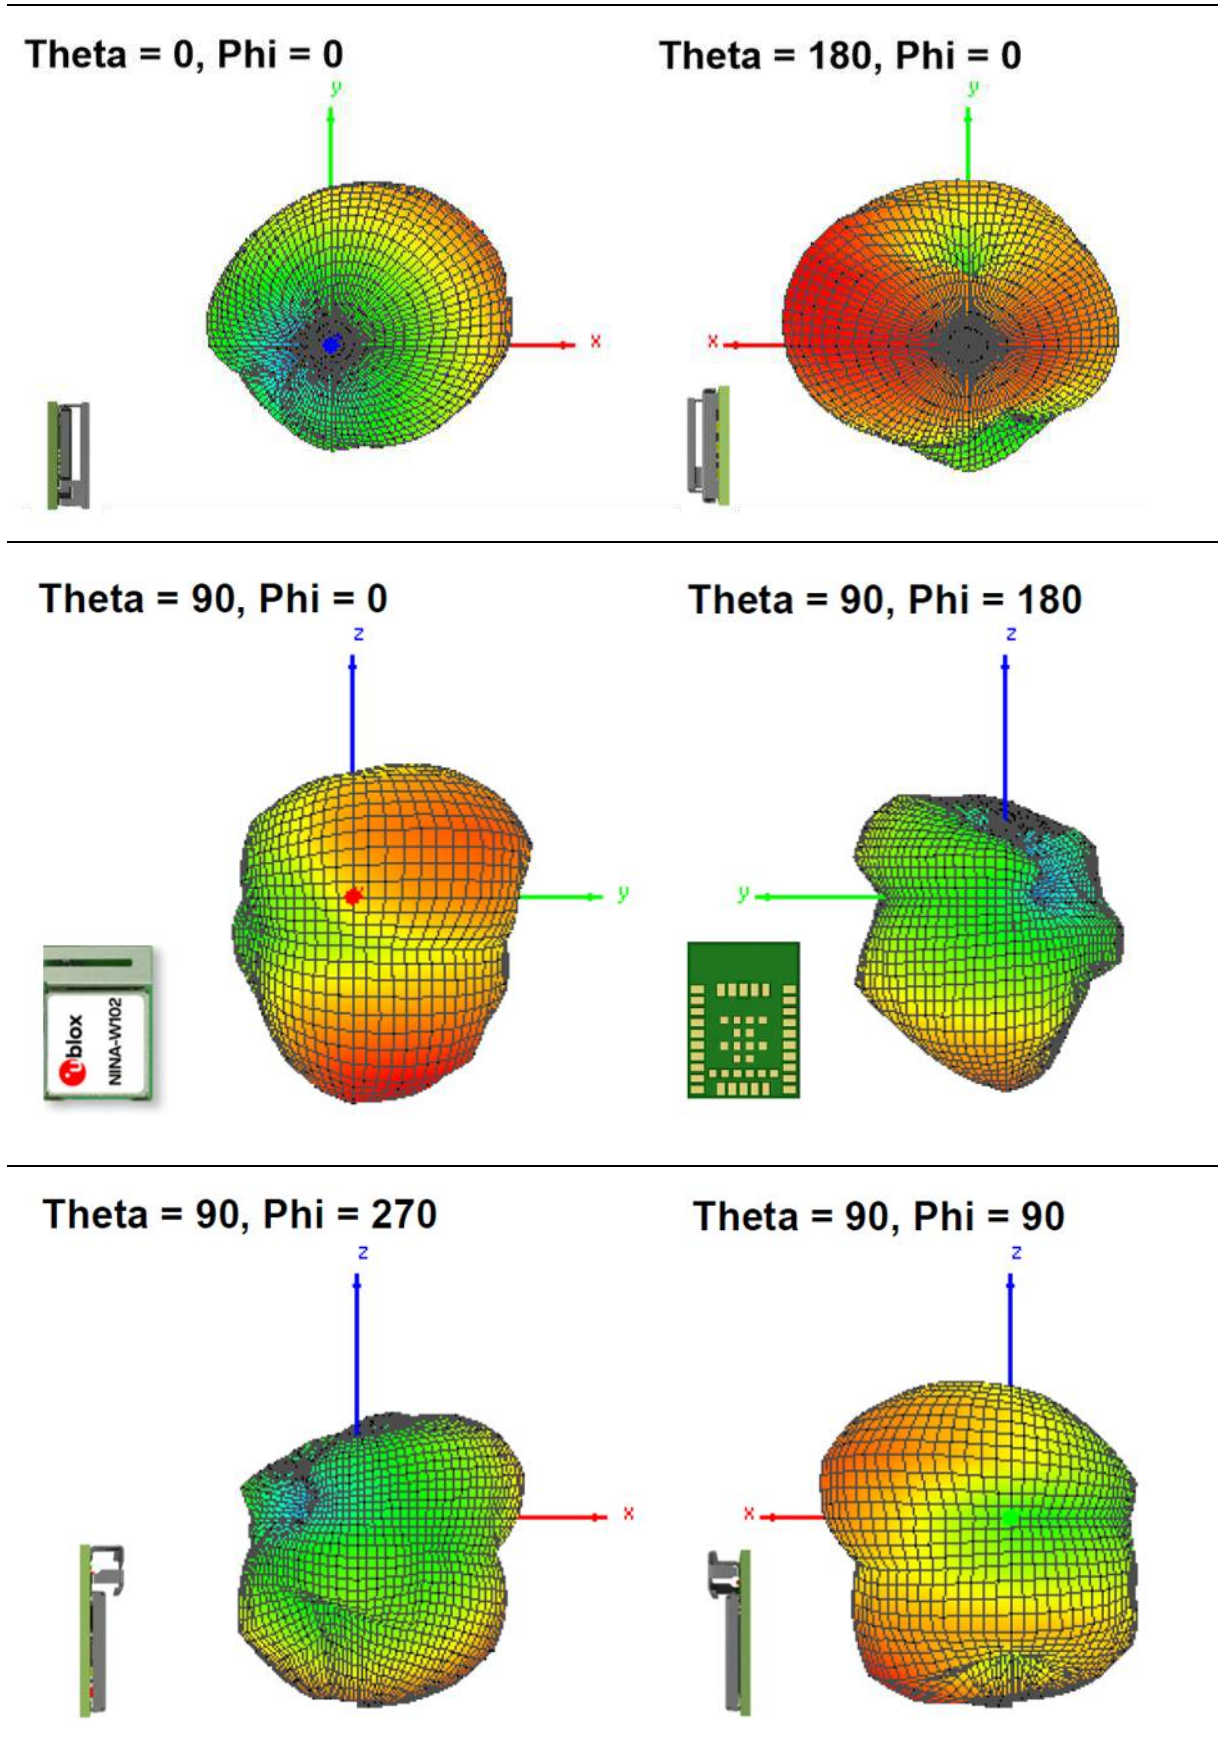 Theta = 0, Phi = 0
Theta = 180, Phi = 0
y
y
x
x
Theta = 90, Phi = 0
Theta = 90, Phi = 180
z
z
y
y
ublox
NINA-W102
Theta = 90, Phi = 270
Theta = 90, Phi = 90
z
z
x
x